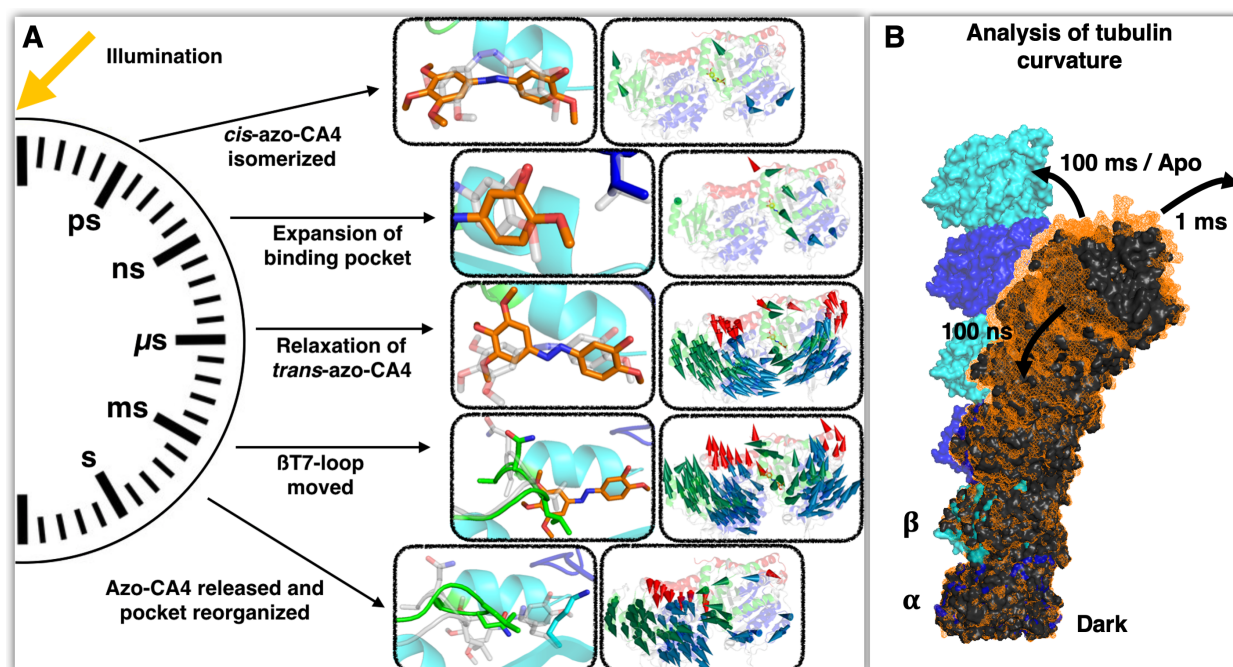 A
Illumination
cis-azo-CA4
isomerized
ps
Expansion of
binding pocket
ns
µs
Relaxation of
trans-azo-CA4
ms
s
ßT7-loop
moved
Azo-CA4 released and
pocket reorganized
B
Analysis of tubulin
curvature
100 ms / Apo
1 ms
100 ns
β
α
Dark